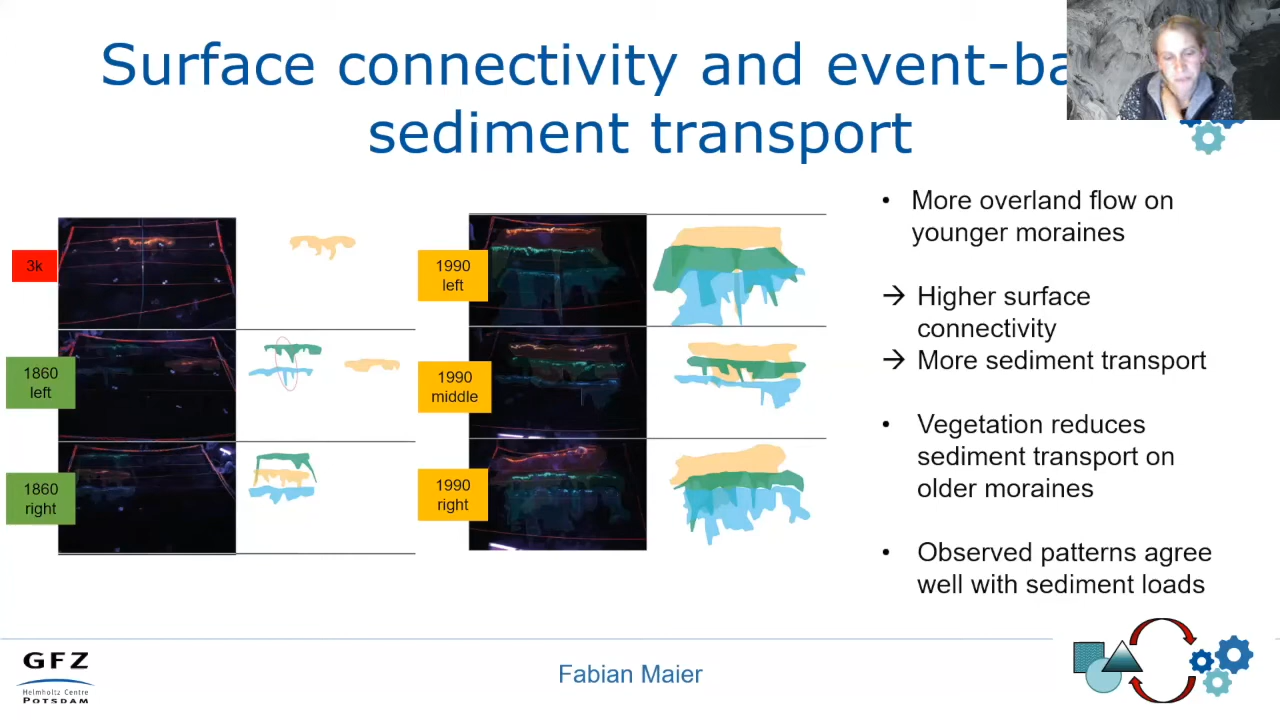 Surface connectivity and event-ba
sediment transport
3k
1860
left
1860
right
1990
left
1990
middle
1990
right
• More overland flow on
younger moraines
→ Higher surface
connectivity
→ More sediment transport
• Vegetation reduces
sediment transport on
older moraines
• Observed patterns agree
well with sediment loads
GFZ
Helmholtz Centre
POTSDAM
Fabian Maier